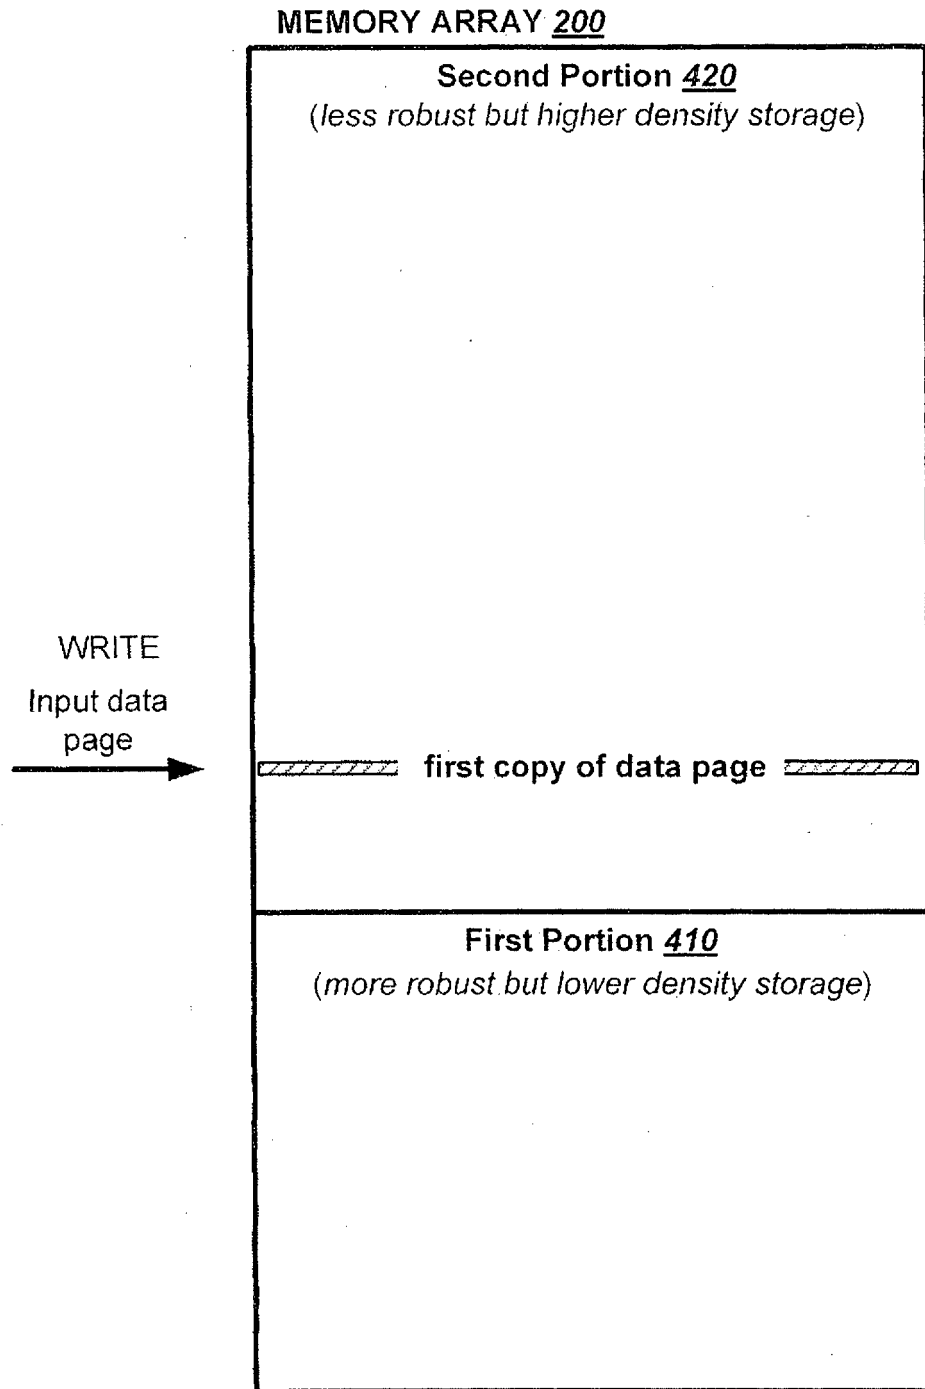 MEMORY ARRAY 200
Second Portion 420
(less robust but higher density storage)
WRITE
Input data
page
first copy of data page
First Portion 410
(more robust but lower density storage)